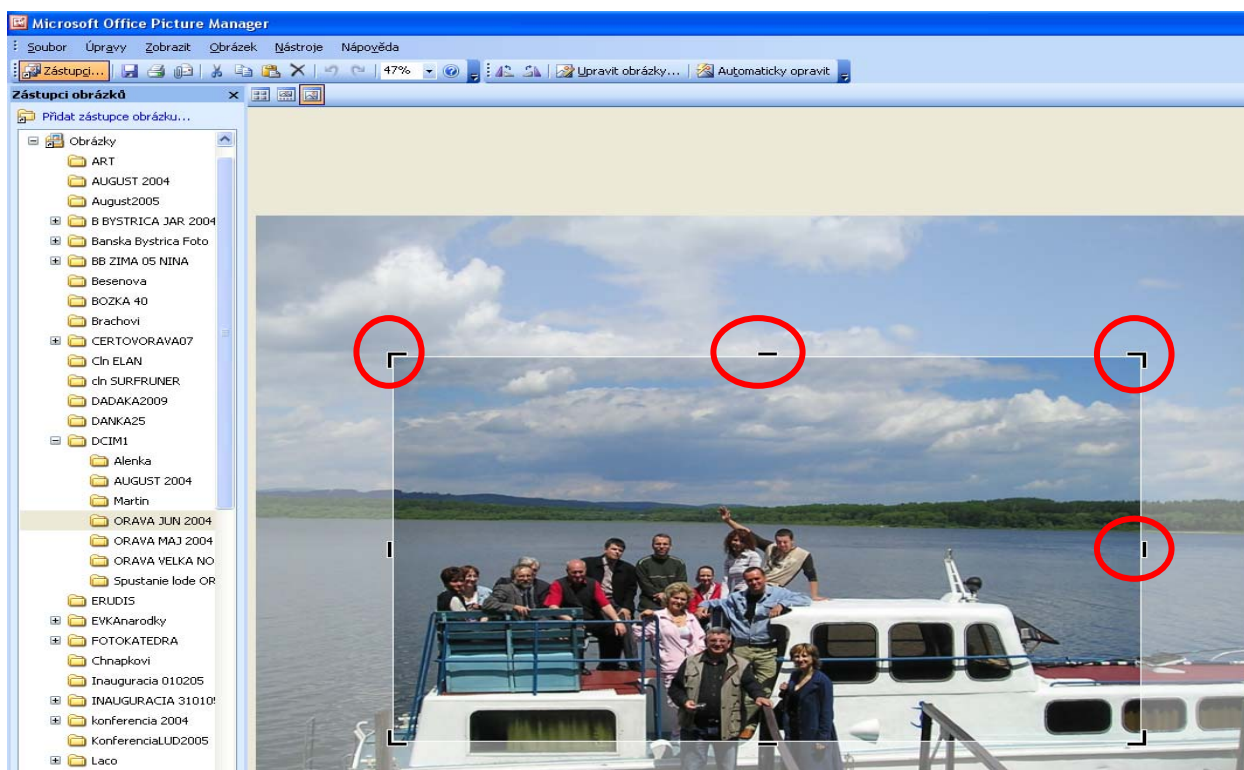 Microsoft Office Picture Manager
Soubor Úpravy Zobrazit Obrázek Nástroje Nápověda
Zástupci... 47% Upravit obrázky... Automaticky opravit
Zástupci obrázků
Přidat zástupce obrázku...
Obrázky
ART
AUGUST 2004
August2005
B BYSTRICA JAR 2004
Banska Bystrica Foto
BB ZIMA 05 NINA
Besenova
BOZKA 40
Brachovi
CERTOVORAVA07
Cln ELAN
cln SURFRUNER
DADAKA2009
DANKA25
DCIM1
Alenka
AUGUST 2004
Martin
ORAVA JUN 2004
ORAVA MAJ 2004
ORAVA VELKA NO
Spustanie lode OR
ERUDIS
EVKAnarodky
FOTOKATEDRA
Chnapkovi
Inauguracia 010205
INAUGURACIA 31010
konferencia 2004
KonferenciaLUD2005
Laco